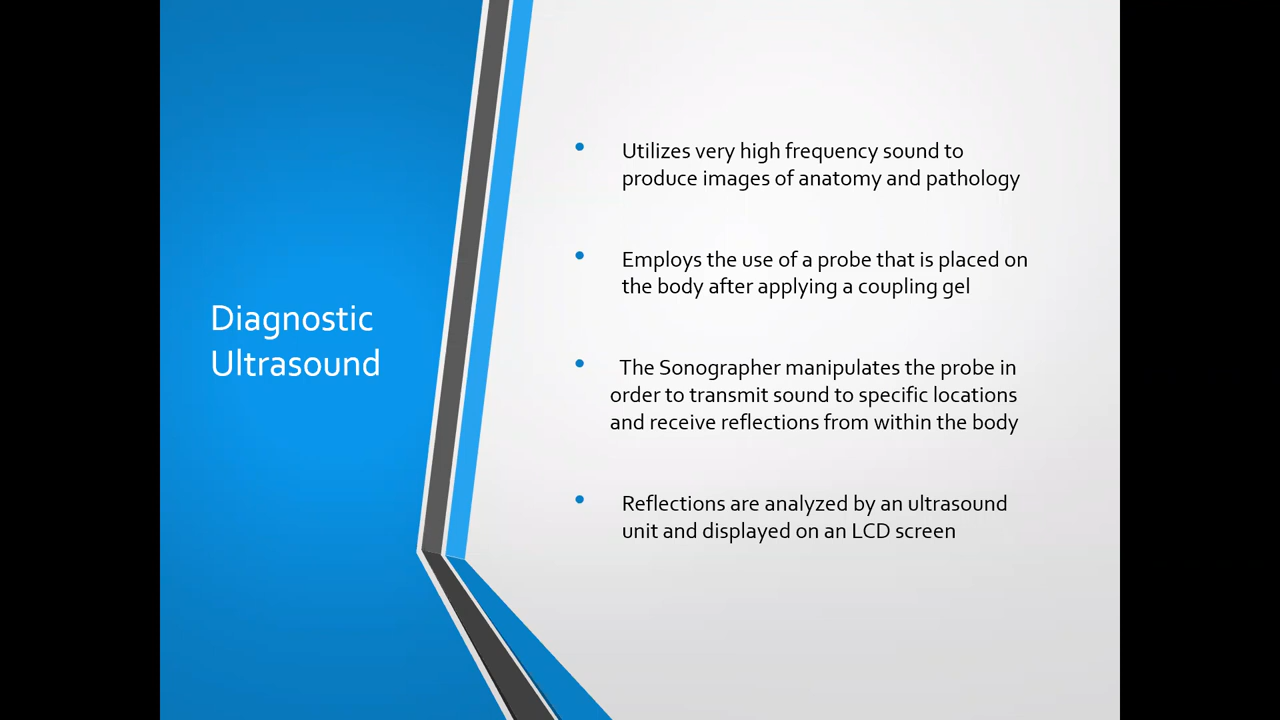 Diagnostic
Ultrasound
• Utilizes very high frequency sound to
produce images of anatomy and pathology
• Employs the use of a probe that is placed on
the body after applying a coupling gel
• The Sonographer manipulates the probe in
order to transmit sound to specific locations
and receive reflections from within the body
• Reflections are analyzed by an ultrasound
unit and displayed on an LCD screen